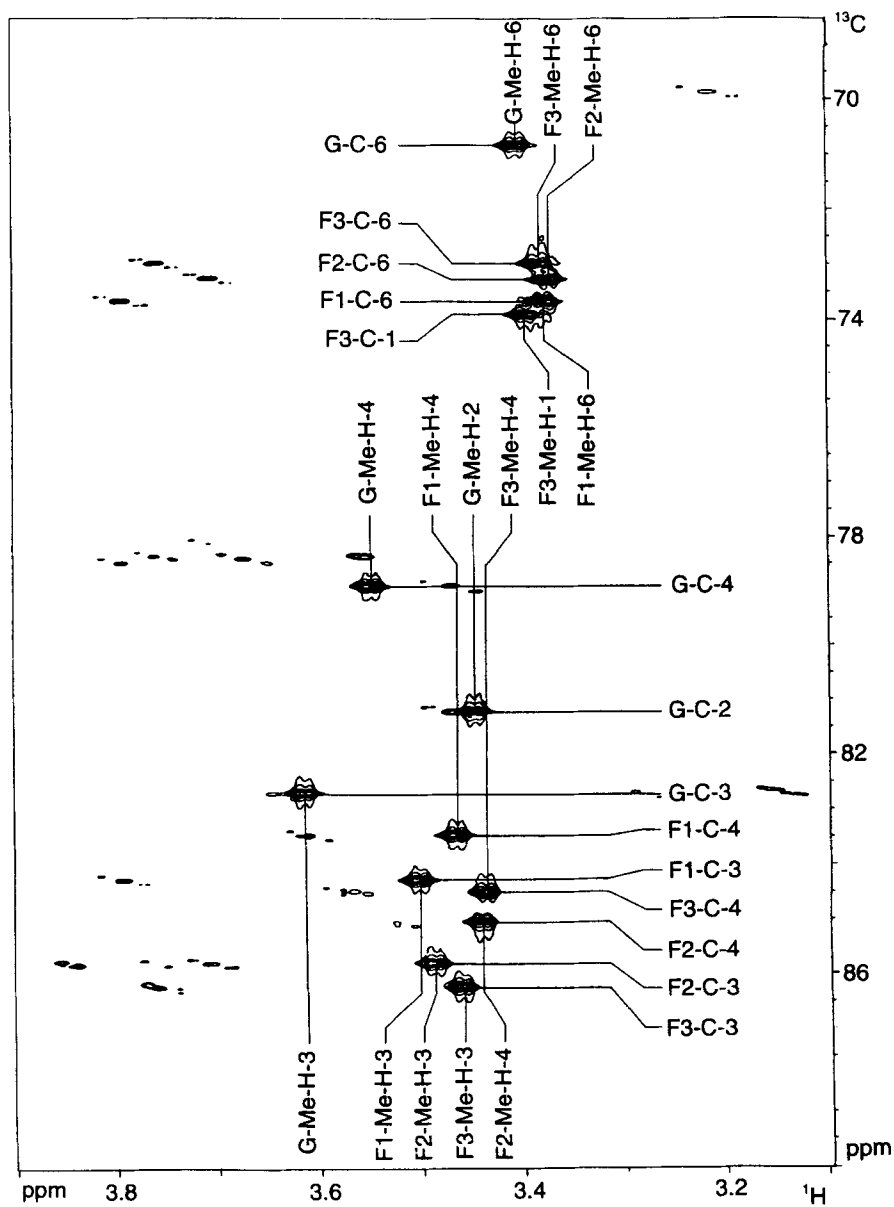 13C
70
G-Me-H-6
F3-Me-H-6
F2-Me-H-6
G-C-6
F3-C-6
F2-C-6
F1-C-6
F3-C-1
74
G-Me-H-4
F1-Me-H-4
G-Me-H-2
F3-Me-H-4
F3-Me-H-1
F1-Me-H-6
78
G-C-4
G-C-2
82
G-C-3
F1-C-4
F1-C-3
F3-C-4
F2-C-4
86
F2-C-3
F3-C-3
G-Me-H-3
F1-Me-H-3
F2-Me-H-3
F3-Me-H-3
F2-Me-H-4
ppm
ppm 3.8 3.6 3.4 3.2 1H